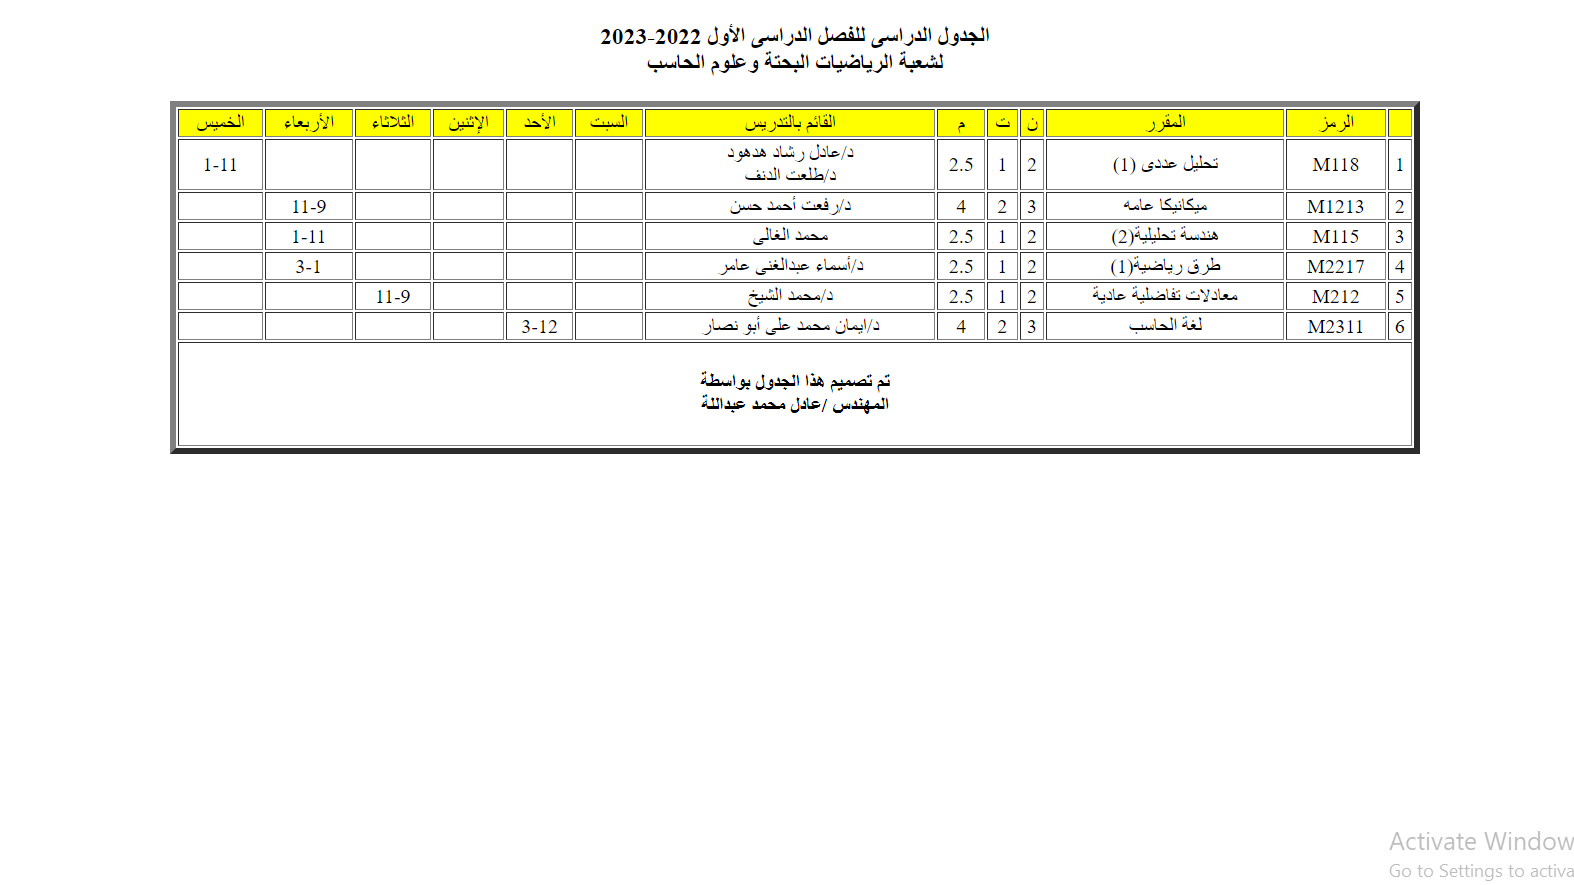 الجدول الدراسى للفصل الدراسى الأول 2022-2023
لشعبة الرياضيات البحتة وعلوم الحاسب
الرمز المقرر ن ت م القائم بالتدريس السبت الأحد الإثنين الثلاثاء الأربعاء الخميس
1 M118 تحليل عددى (1) 2 1 2.5 د/عادل رشاد هدهود 1-11
د/طلعت الدنف
2 M1213 ميكانيكا عامه 3 2 4 د/رفعت أحمد حسن 11-9
3 M115 هندسة تحليلية(2) 2 1 2.5 محمد الغالى 1-11
4 M2217 طرق رياضية(1) 2 1 2.5 د/أسماء عبدالغنى عامر 3-1
5 M212 معادلات تفاضلية عادية 2 1 2.5 د/محمد الشيخ 11-9
6 M2311 لغة الحاسب 3 2 4 د/ايمان محمد على أبو نصار 3-12
تم تصميم هذا الجدول بواسطة
المهندس /عادل محمد عبداللة
Activate Window
Go to Settings to activa